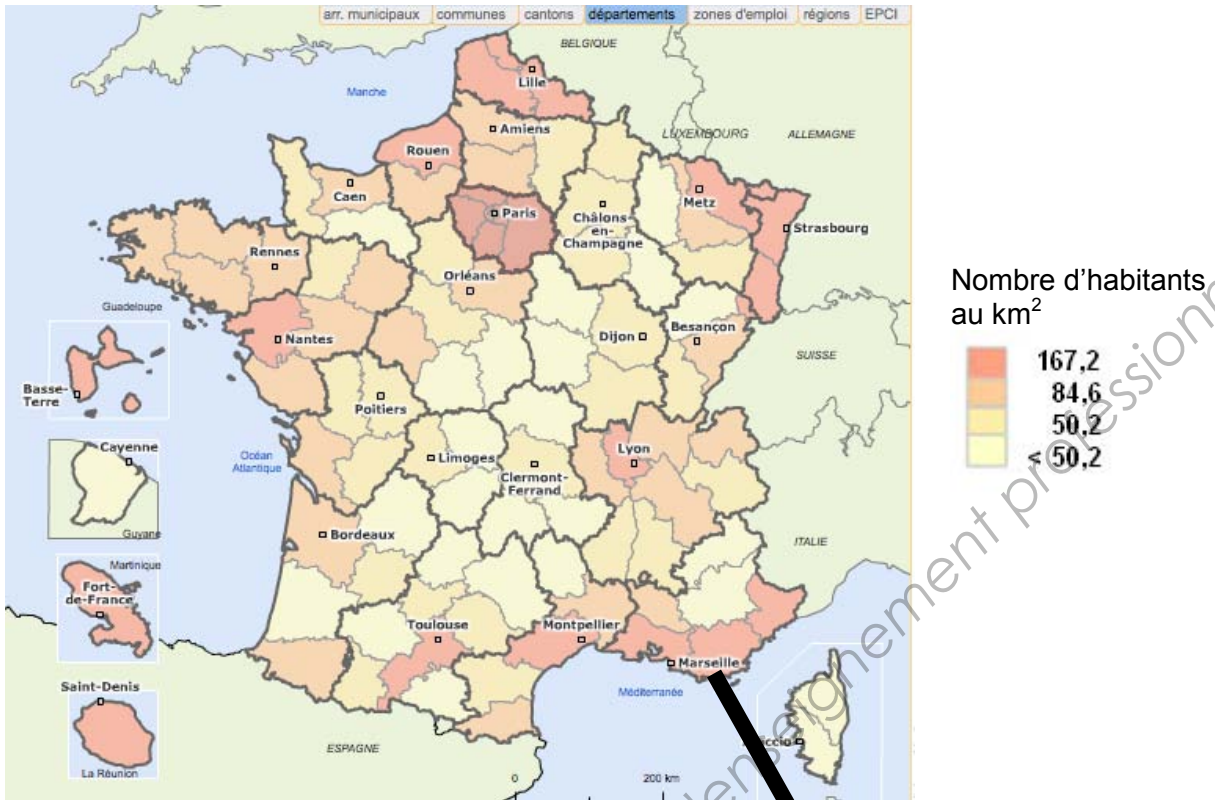 arr. municipaux communes cantons départements zones d'emploi régions EPCI
BELGIQUE
Lille
Manche
Amiens
LUXEMBOURG
ALLEMAGNE
Rouen
Caen
Metz
Paris
Châlons-
en-
Champagne
Strasbourg
Rennes
Orléans
Guadeloupe
Nantes
Dijon
Besançon
SUISSE
Basse-
Terre
Poitiers
Cayenne
Océan
Atlantique
Limoges
Lyon
Clermont-
Ferrand
Guyane
Bordeaux
ITALIE
Martinique
Fort-
de-France
Toulouse
Montpellier
Marseille
Saint-Denis
Méditerranée
La Réunion
ESPAGNE
0
200 km
Nombre d'habitants
au km²
167,2
84,6
50,2
< 50,2
enseignement profession